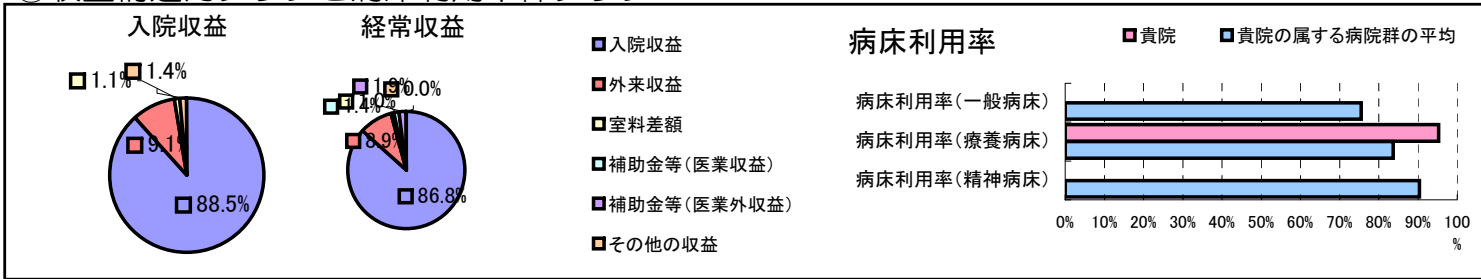 入院収益
1.1%
1.4%
9.1%
88.5%
経常収益
1.9%
0.0%
1.0%
1.4%
8.9%
86.8%
入院収益
外来収益
室料差額
補助金等(医業収益)
補助金等(医業外収益)
その他の収益
病床利用率
貴院
貴院の属する病院群の平均
病床利用率(一般病床)
病床利用率(療養病床)
病床利用率(精神病床)
0% 10% 20% 30% 40% 50% 60% 70% 80% 90% 100
%